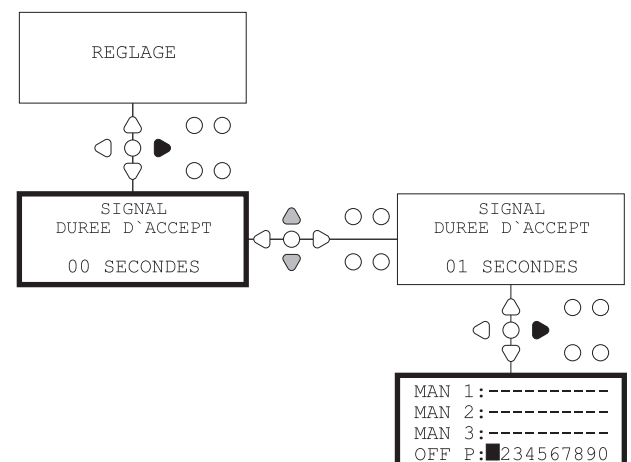 REGLAGE
SIGNAL
DUREE D`ACCEPT
00 SECONDES
SIGNAL
DUREE D`ACCEPT
01 SECONDES
MAN 1:----------
MAN 2:----------
MAN 3:----------
OFF P:█234567890